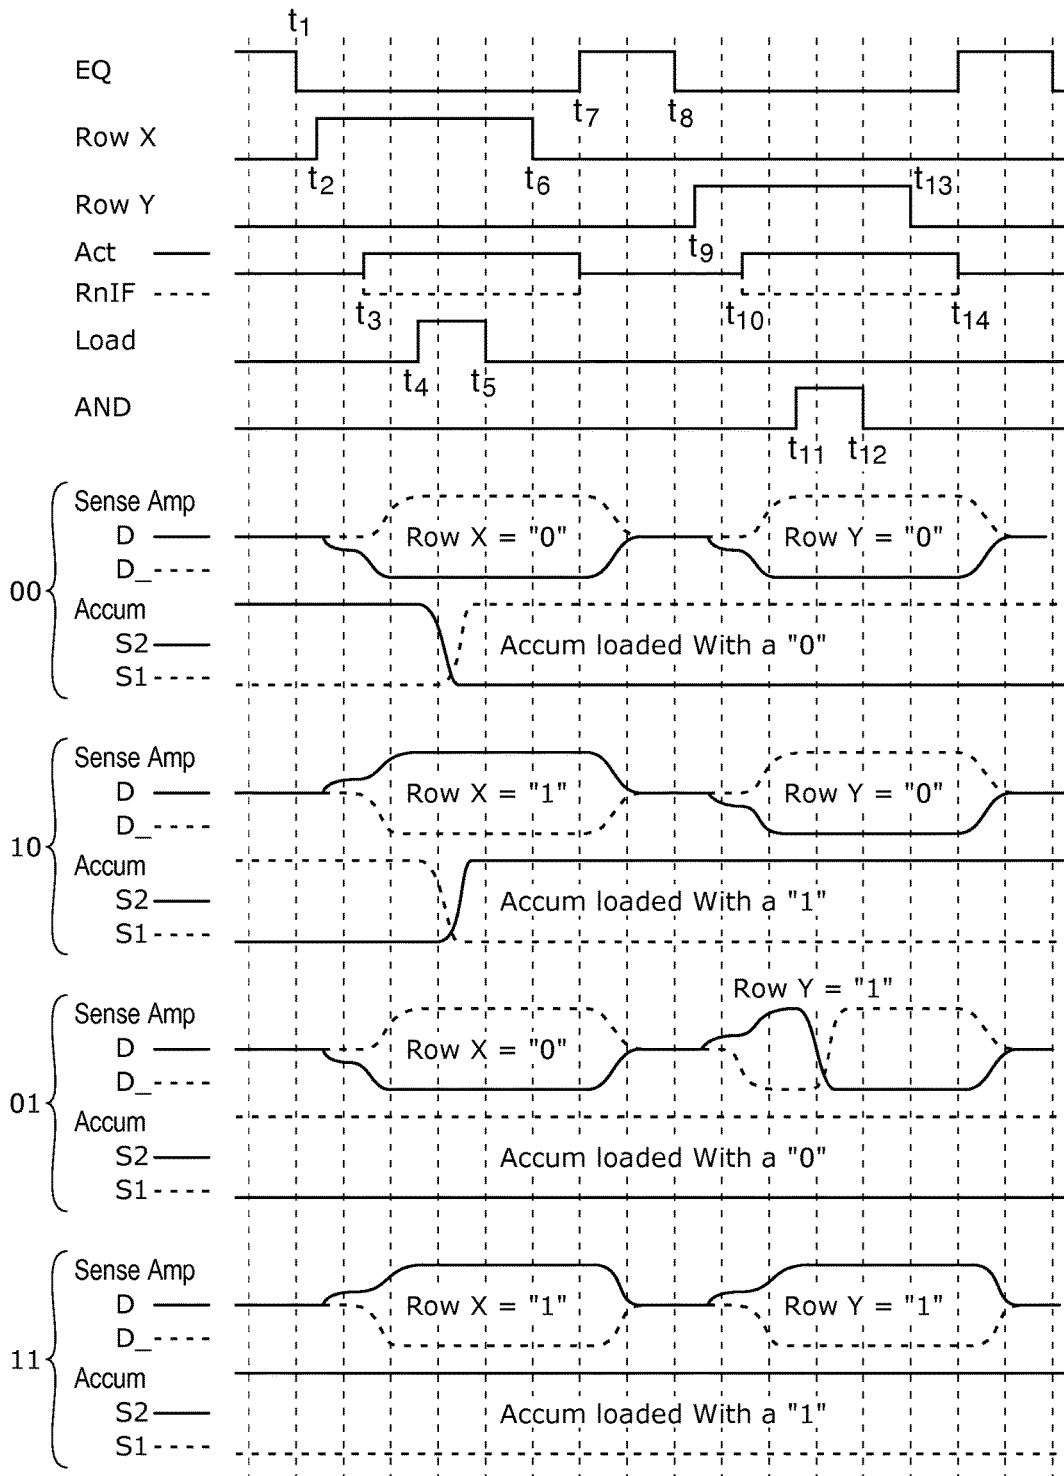 t1
EQ
t7
t8
Row X
t2
t6
t13
Row Y
t9
Act
RnIF
t3
t10
t14
Load
t4
t5
AND
t11
t12
00
Sense Amp
D
D_
Row X = "0"
Row Y = "0"
Accum
S2
S1
Accum loaded With a "0"
10
Sense Amp
D
D_
Row X = "1"
Row Y = "0"
Accum
S2
S1
Accum loaded With a "1"
01
Row Y = "1"
Sense Amp
D
D_
Row X = "0"
Accum
S2
S1
Accum loaded With a "0"
11
Sense Amp
D
D_
Row X = "1"
Row Y = "1"
Accum
S2
S1
Accum loaded With a "1"